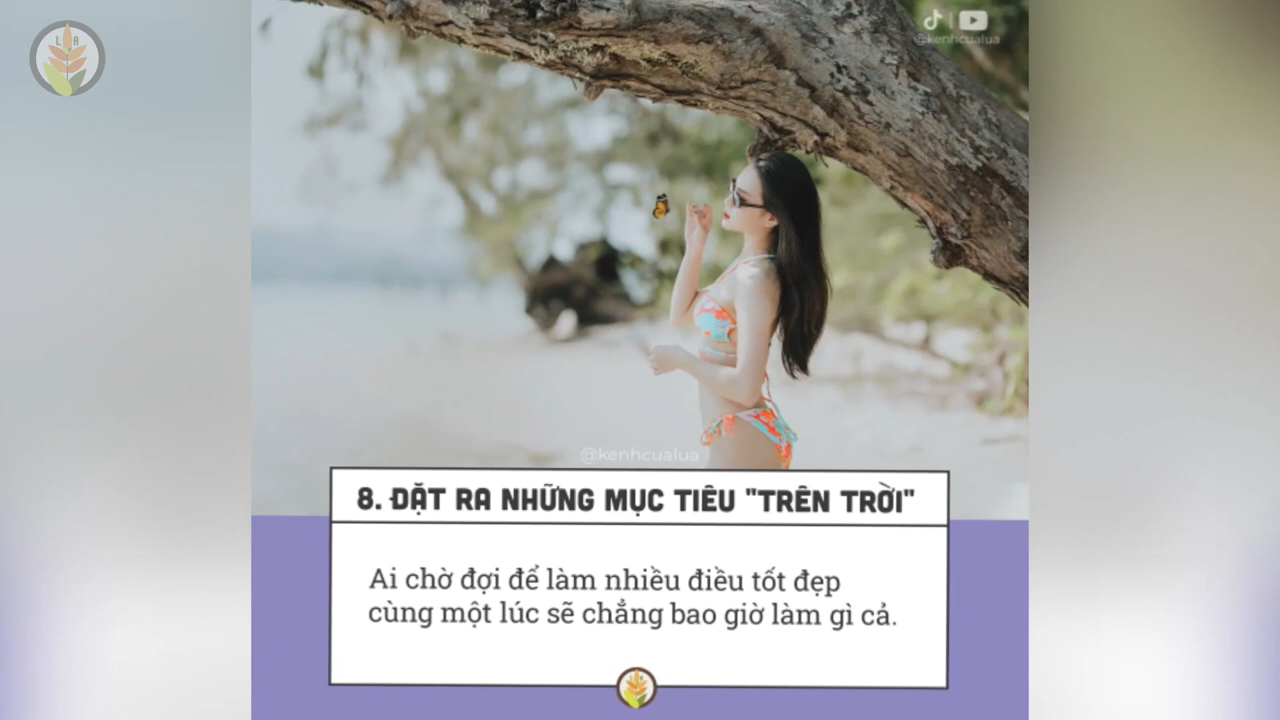 L A
@kenhcualua
@kenhcualua
8. ĐẶT RA NHỮNG MỤC TIÊU "TRÊN TRỜI"
Ai chờ đợi để làm nhiều điều tốt đẹp
cùng một lúc sẽ chẳng bao giờ làm gì cả.